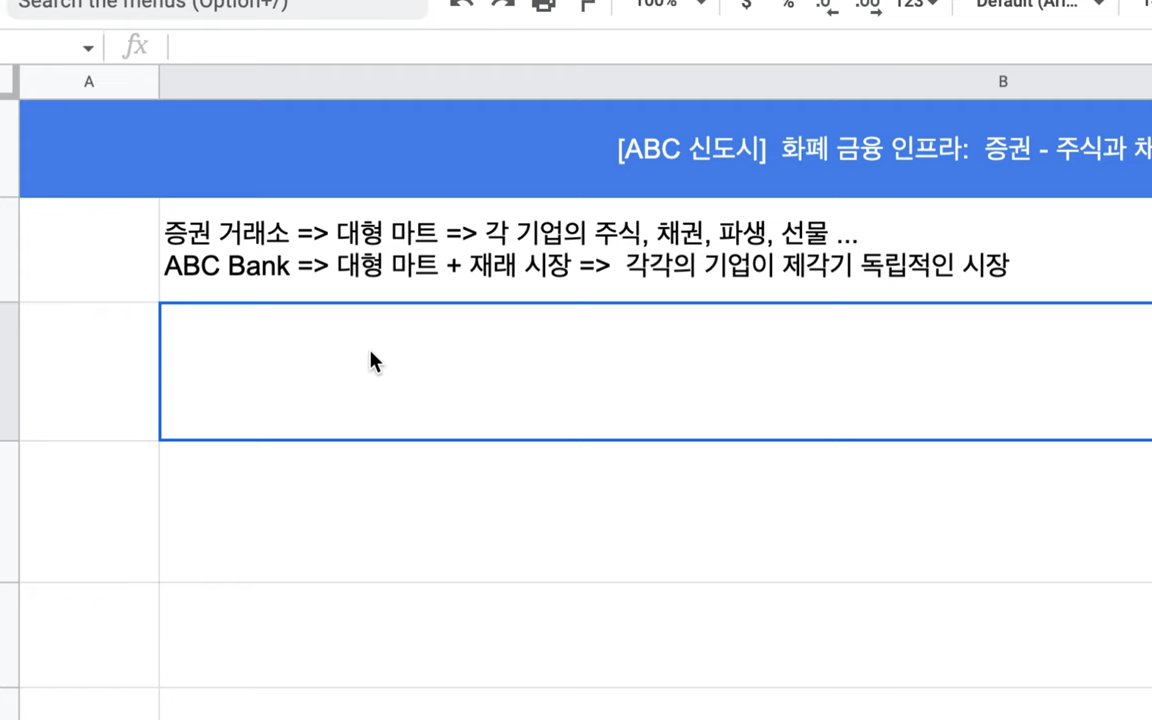 Search the menus (Option+/)
100%
$ % .0 .00 123 Default (Ari...
fx
A B
[ABC 신도시] 화폐 금융 인프라: 증권 - 주식과 채
증권 거래소 => 대형 마트 => 각 기업의 주식, 채권, 파생, 선물 ...
ABC Bank => 대형 마트 + 재래 시장 => 각각의 기업이 제각기 독립적인 시장